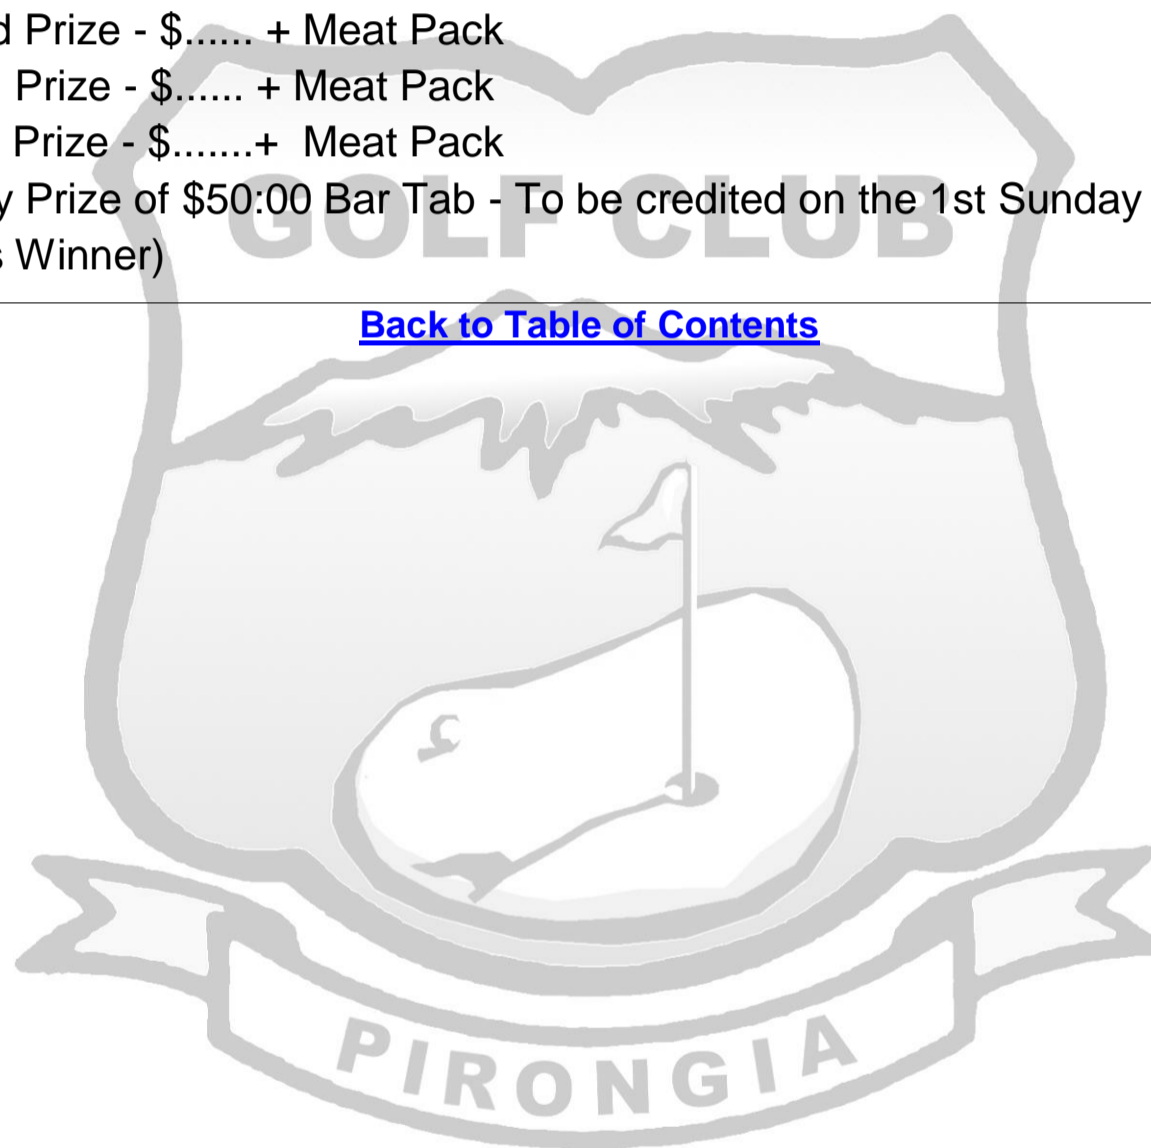 d Prize - $...... + Meat Pack
Prize - $...... + Meat Pack
Prize - $.......+ Meat Pack
y Prize of $50:00 Bar Tab - To be credited on the 1st Sunday
s Winner)
GOLF CLUB
Back to Table of Contents
PIRONGIA